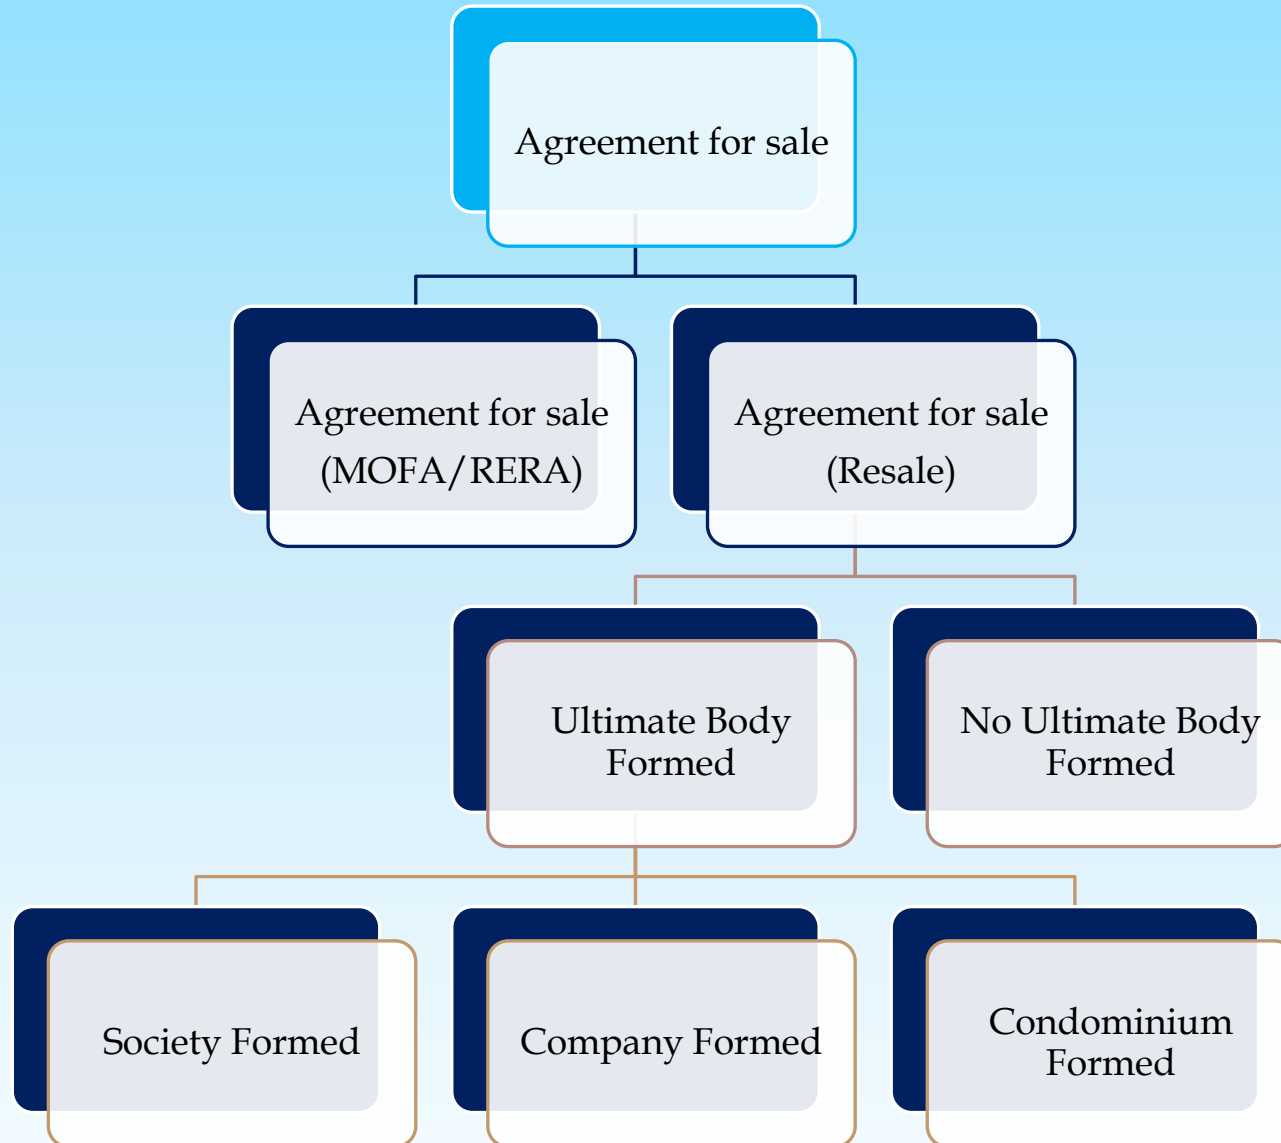 Agreement for sale
Agreement for sale
(MOFA/RERA)
Agreement for sale
(Resale)
Ultimate Body
Formed
No Ultimate Body
Formed
Society Formed
Company Formed
Condominium
Formed